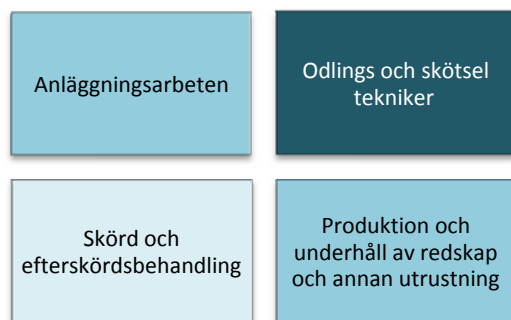 Anläggningsarbeten
Odlings och skötsel
tekniker
Skörd och
efterskördsbehandling
Produktion och
underhåll av redskap
och annan utrustning